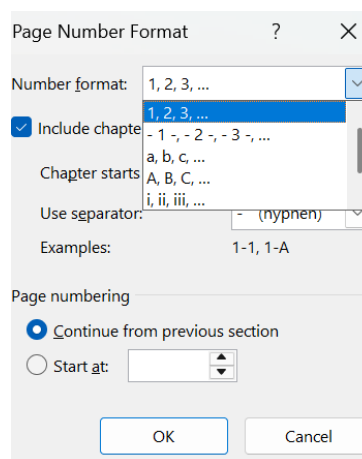 Page Number Format ? ×
Number format: 1, 2, 3, ...
1, 2, 3, ...
Include chapte - 1 -, - 2 -, - 3 -, ...
a, b, c, ...
Chapter starts A, B, C, ...
i, ii, iii, ...
Use separator: - (hyphen)
Examples: 1-1, 1-A
Page numbering
Continue from previous section
Start at:
OK Cancel